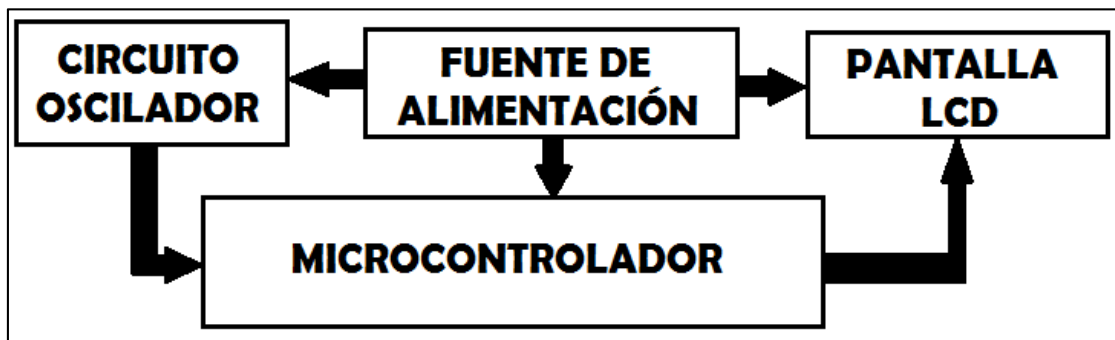 CIRCUITO
OSCILADOR
FUENTE DE
ALIMENTACIÓN
PANTALLA
LCD
MICROCONTROLADOR